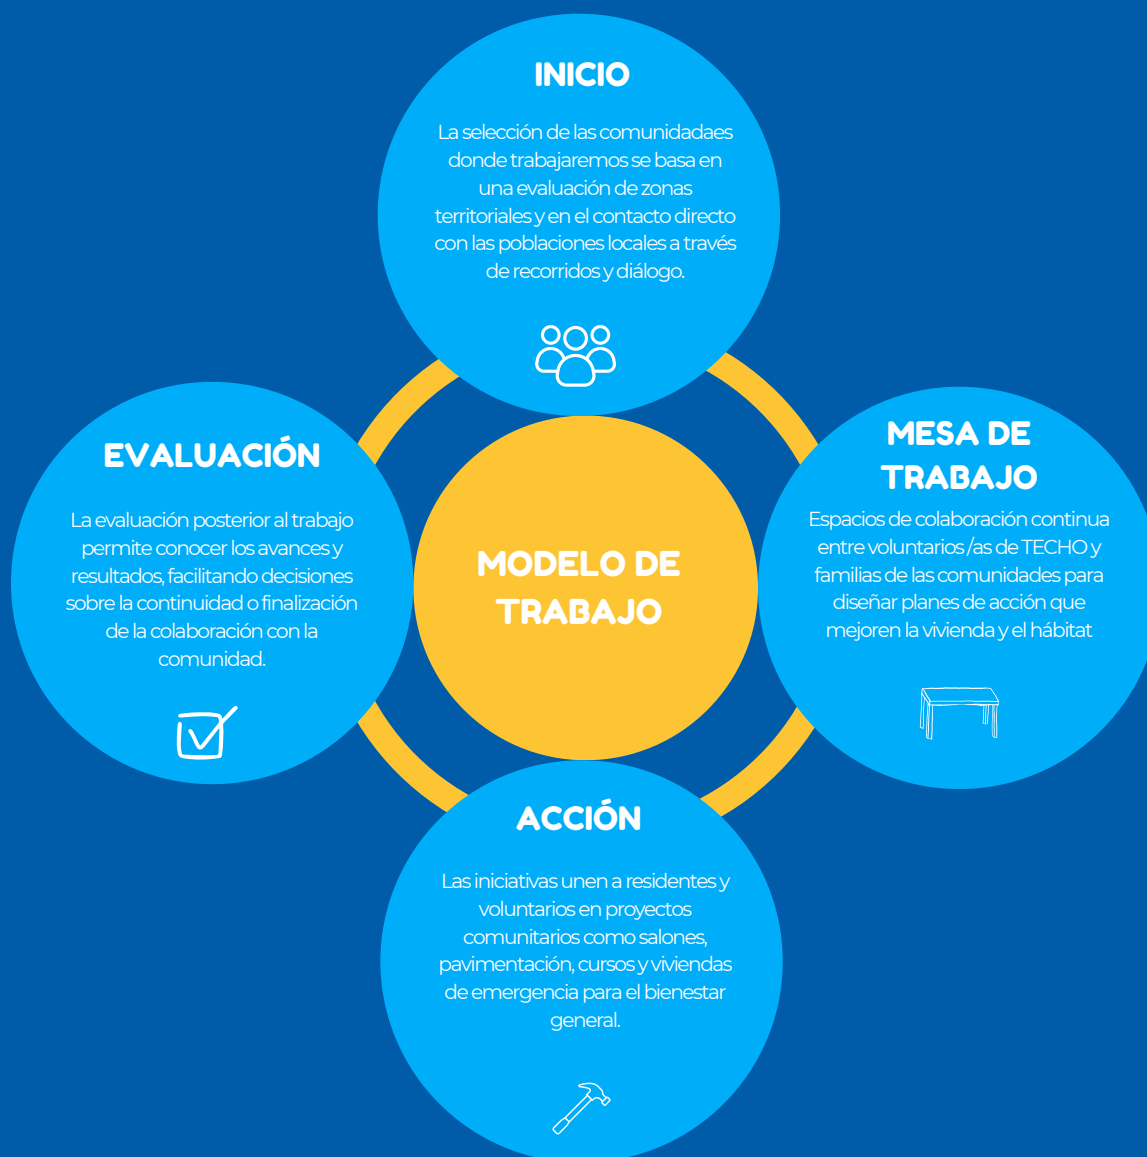 INICIO
La selección de las comunidadaes
donde trabajaremos se basa en
una evaluación de zonas
territoriales y en el contacto directo
con las poblaciones locales a través
de recorridos y diálogo.
EVALUACIÓN
La evaluación posterior al trabajo
permite conocer los avances y
resultados, facilitando decisiones
sobre la continuidad o finalización
de la colaboración con la
comunidad.
MODELO DE
TRABAJO
MESA DE
TRABAJO
Espacios de colaboración continua
entre voluntarios /as de TECHO y
familias de las comunidades para
diseñar planes de acción que
mejoren la vivienda y el hábitat
ACCIÓN
Las iniciativas unen a residentes y
voluntarios en proyectos
comunitarios como salones,
pavimentación, cursos y viviendas
de emergencia para el bienestar
general.